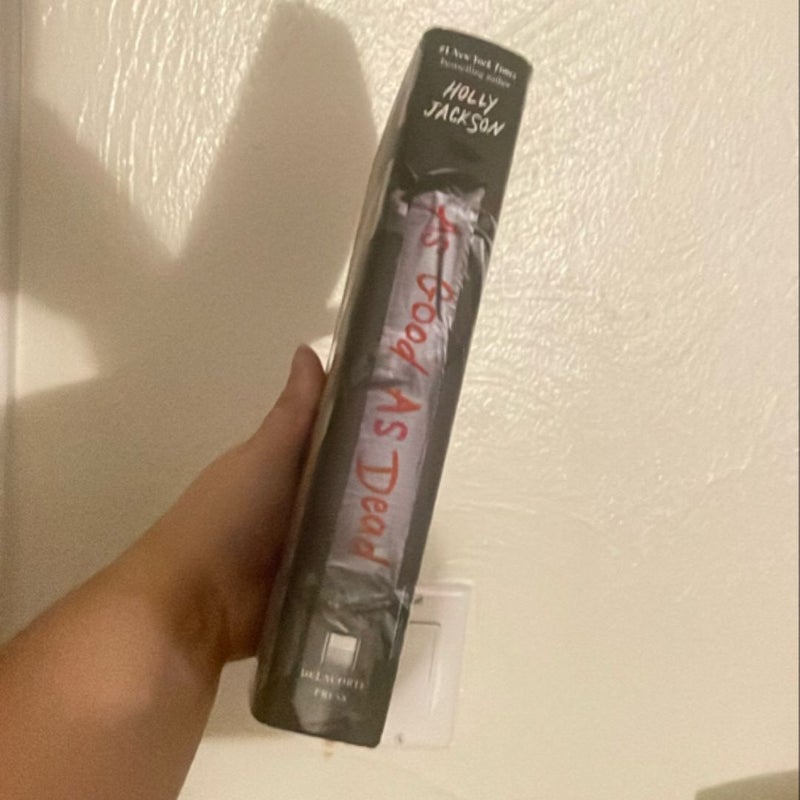 #1 New York Times
bestselling author
HOLLY
JACKSON
As Good As Dead
DELACORTE
PRESS